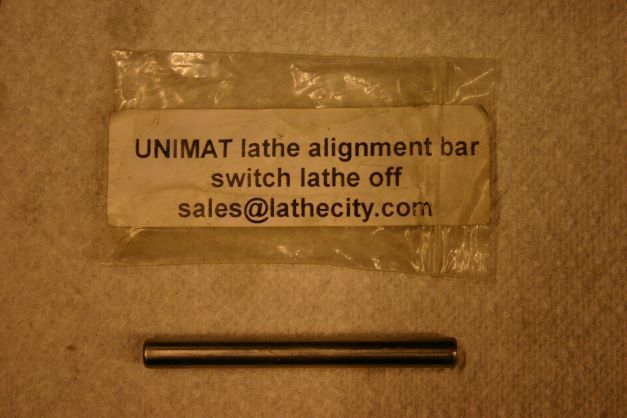 UNIMAT lathe alignment bar
switch lathe off
sales@lathecity.com